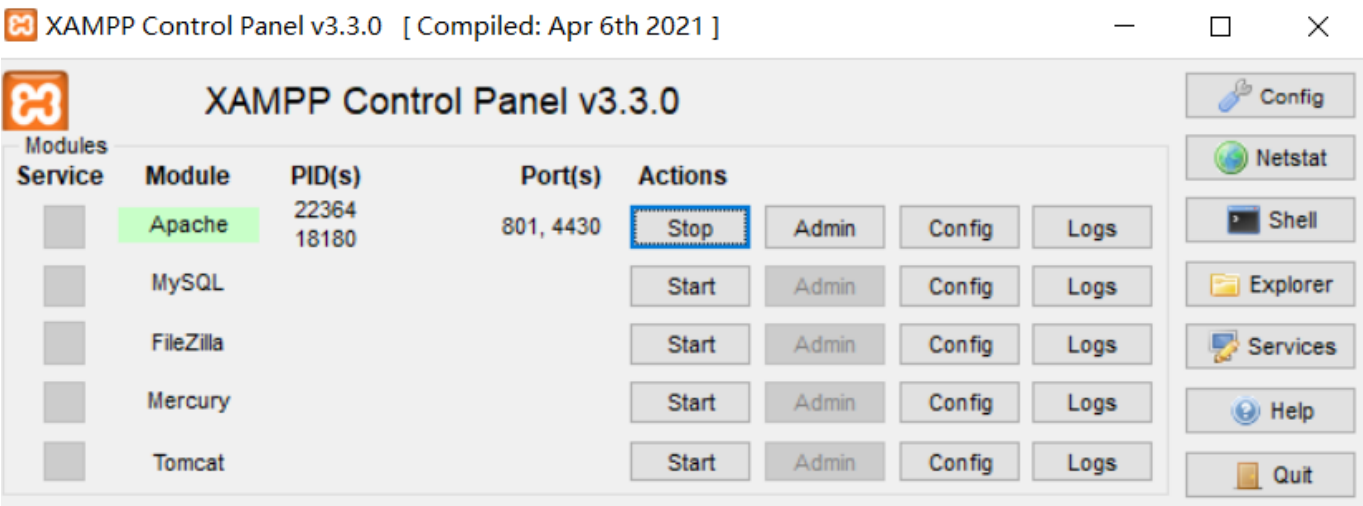 XAMPP Control Panel v3.3.0 [ Compiled: Apr 6th 2021 ]
XAMPP Control Panel v3.3.0
Config
Modules
Netstat
Service Module PID(s) Port(s) Actions
Apache 22364 18180 801, 4430 Stop Admin Config Logs
Shell
MySQL Start Admin Config Logs
Explorer
FileZilla Start Admin Config Logs
Services
Mercury Start Admin Config Logs
Help
Tomcat Start Admin Config Logs
Quit